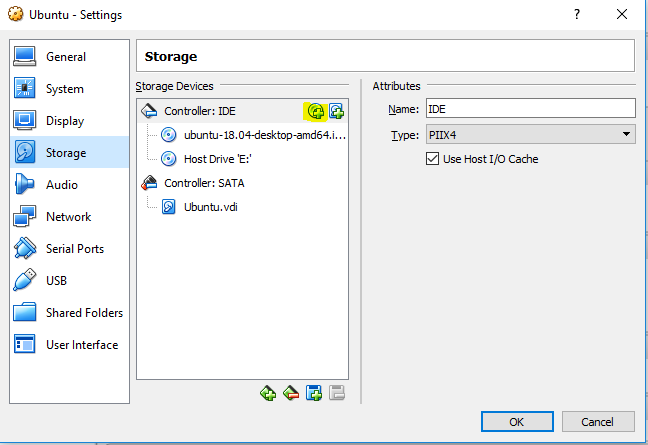 Ubuntu - Settings
?
General
System
Display
Storage
Audio
Network
Serial Ports
USB
Shared Folders
User Interface
Storage
Storage Devices
Controller: IDE
ubuntu-18.04-desktop-amd64.i...
Host Drive 'E:'
Controller: SATA
Ubuntu.vdi
Attributes
Name: IDE
Type: PIIX4
Use Host I/O Cache
OK Cancel